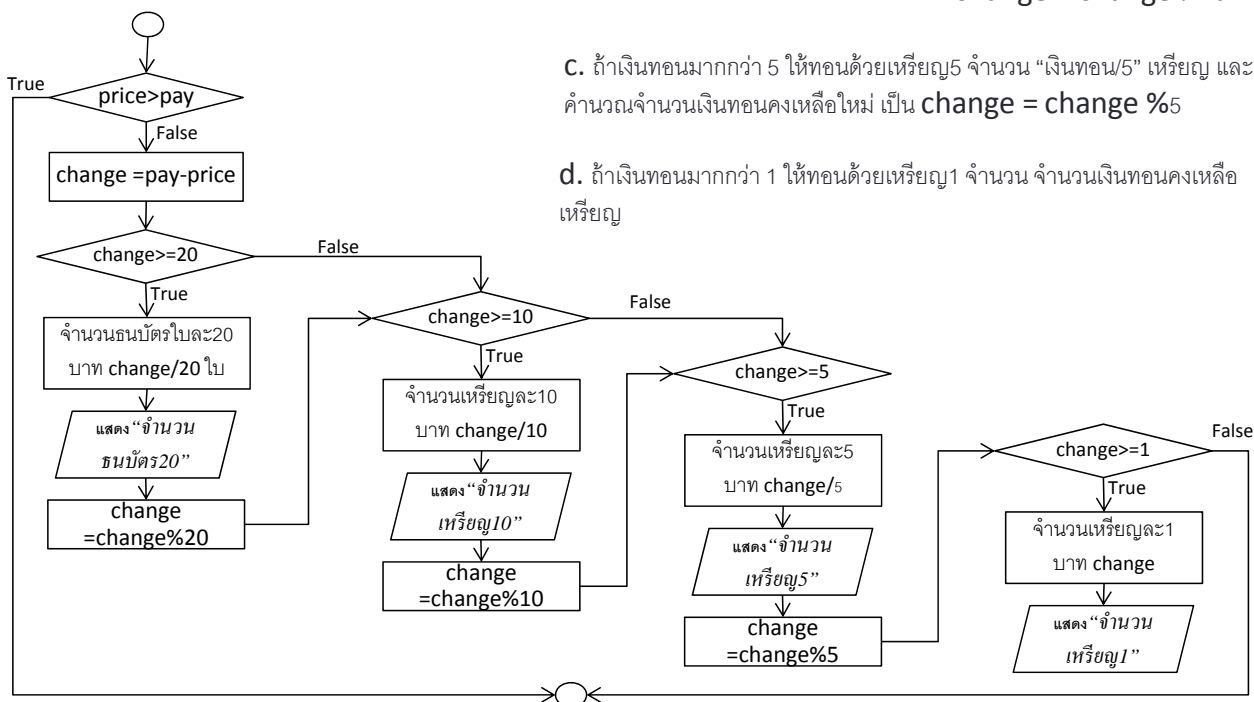 c. ถ้าเงินทอนมากกว่า 5 ให้ทอนด้วยเหรียญ5 จำนวน “เงินทอน/5” เหรียญ และ
คำนวณจำนวนเงินทอนคงเหลือใหม่ เป็น change = change %5
d. ถ้าเงินทอนมากกว่า 1 ให้ทอนด้วยเหรียญ1 จำนวน จำนวนเงินทอนคงเหลือ
เหรียญ
True
price>pay
False
change =pay-price
change>=20
False
True
จำนวนธนบัตรใบละ20
บาท change/20 ใบ
แสดง“จำนวน
ธนบัตร20”
change
=change%20
change>=10
False
True
จำนวนเหรียญละ10
บาท change/10
แสดง“จำนวน
เหรียญ10”
change
=change%10
change>=5
True
จำนวนเหรียญละ5
บาท change/5
แสดง“จำนวน
เหรียญ5”
change
=change%5
change>=1
False
True
จำนวนเหรียญละ1
บาท change
แสดง“จำนวน
เหรียญ1”